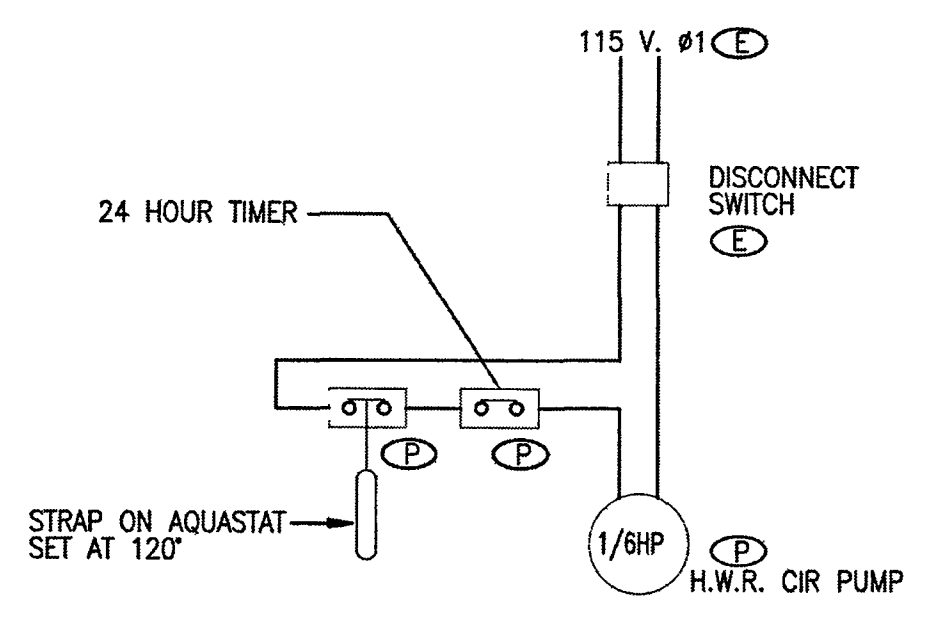 115 V. ø1 E
DISCONNECT
SWITCH
E
24 HOUR TIMER
P
P
STRAP ON AQUASTAT
SET AT 120°
1/6HP
P
H.W.R. CIR PUMP